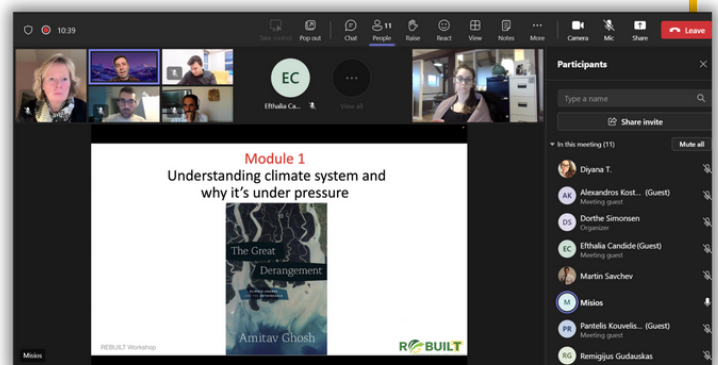 10:39
Take control
Pop out
Chat
11
People
Raise
React
View
Notes
More
Camera
Mic
Share
Leave
EC
Efthalia Ca...
View all
Module 1
Understanding climate system and
why it's under pressure
The Great
Derangement
Amitav Ghosh
REBUILT Workshop
REBUILT
Misios
Participants
Type a name
Share invite
In this meeting (11)
Mute all
Diyana T.
AK
Alexandros Kost... (Guest)
Meeting guest
DS
Dorthe Simonsen
Organizer
EC
Efthalia Candide (Guest)
Meeting guest
Martin Savchev
M
Misios
PR
Pantelis Kouvelis... (Guest)
Meeting guest
RG
Remigijus Gudauskas